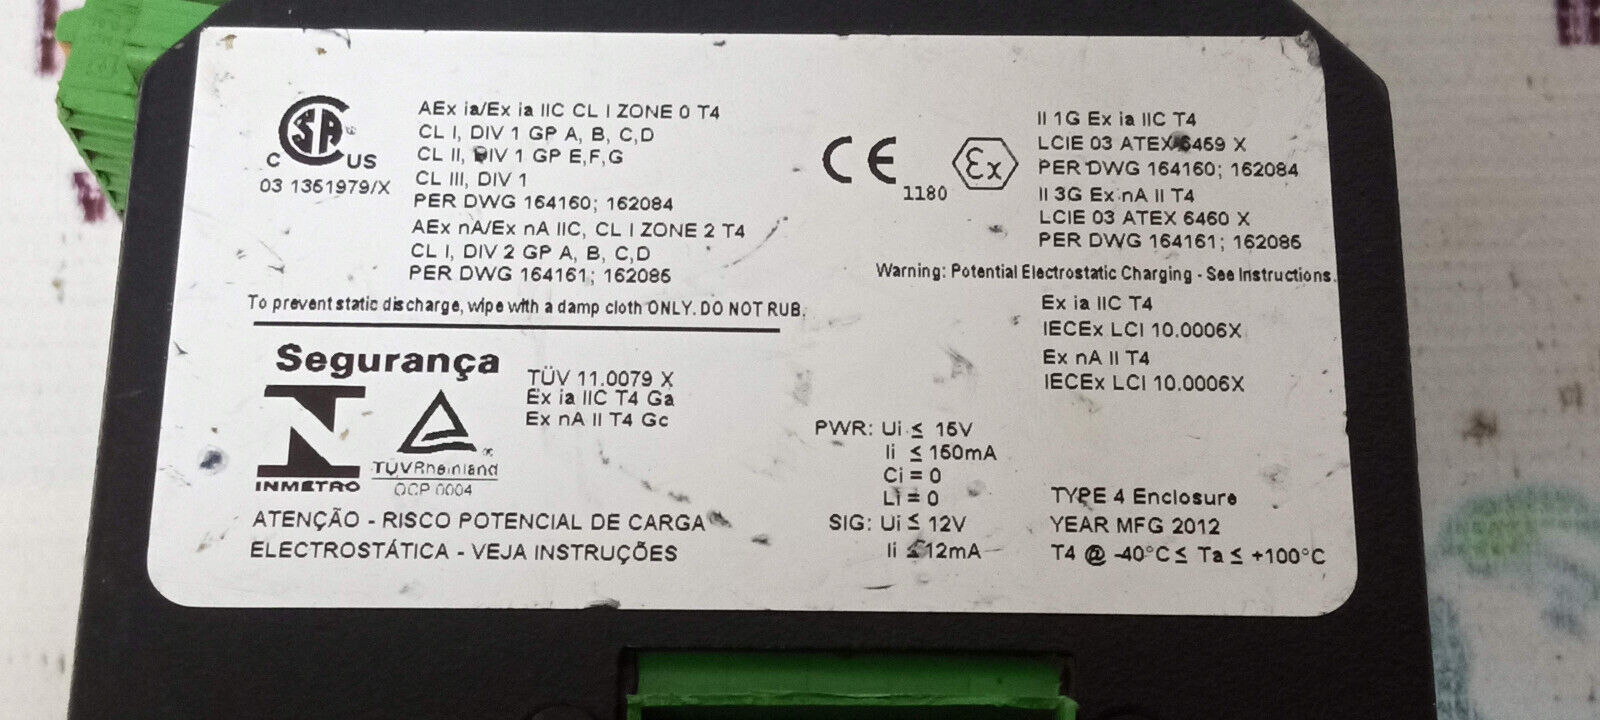 C SA US
03 1351979/X
AEx ia/Ex ia IIC CL I ZONE 0 T4
CL I, DIV 1 GP A, B, C,D
CL II, DIV 1 GP E,F,G
CL III, DIV 1
PER DWG 164160; 162084
AEx nA/Ex nA IIC, CL I ZONE 2 T4
CL I, DIV 2 GP A, B, C,D
PER DWG 164161; 162085
To prevent static discharge, wipe with a damp cloth ONLY. DO NOT RUB.
Segurança
INMETRO
TÜVRheinland
OCP 0004
TÜV 11.0079 X
Ex ia IIC T4 Ga
Ex nA II T4 Gc
ATENÇÃO - RISCO POTENCIAL DE CARGA
ELECTROSTÁTICA - VEJA INSTRUÇÕES
CE 1180
Ex
II 1G Ex ia IIC T4
LCIE 03 ATEX 6459 X
PER DWG 164160; 162084
II 3G Ex nA II T4
LCIE 03 ATEX 6460 X
PER DWG 164161; 162085
Warning: Potential Electrostatic Charging - See Instructions.
Ex ia IIC T4
IECEx LCI 10.0006X
Ex nA II T4
IECEx LCI 10.0006X
PWR: Ui ≤ 15V
Ii ≤ 150mA
Ci = 0
Li = 0
SIG: Ui ≤ 12V
Ii ≤ 12mA
TYPE 4 Enclosure
YEAR MFG 2012
T4 @ -40°C ≤ Ta ≤ +100°C